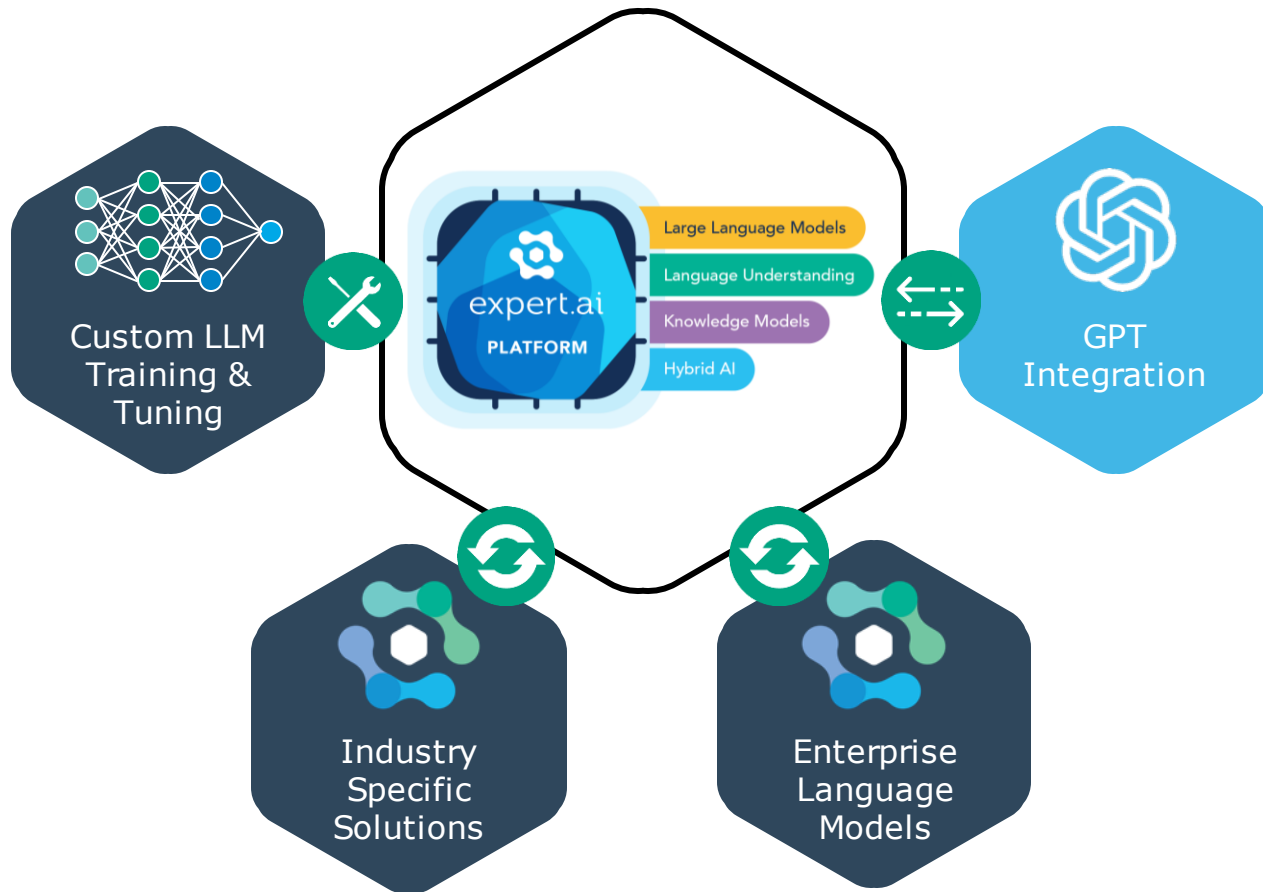 Custom LLM
Training &
Tuning
expert.ai
PLATFORM
Large Language Models
Language Understanding
Knowledge Models
Hybrid AI
GPT
Integration
Industry
Specific
Solutions
Enterprise
Language
Models